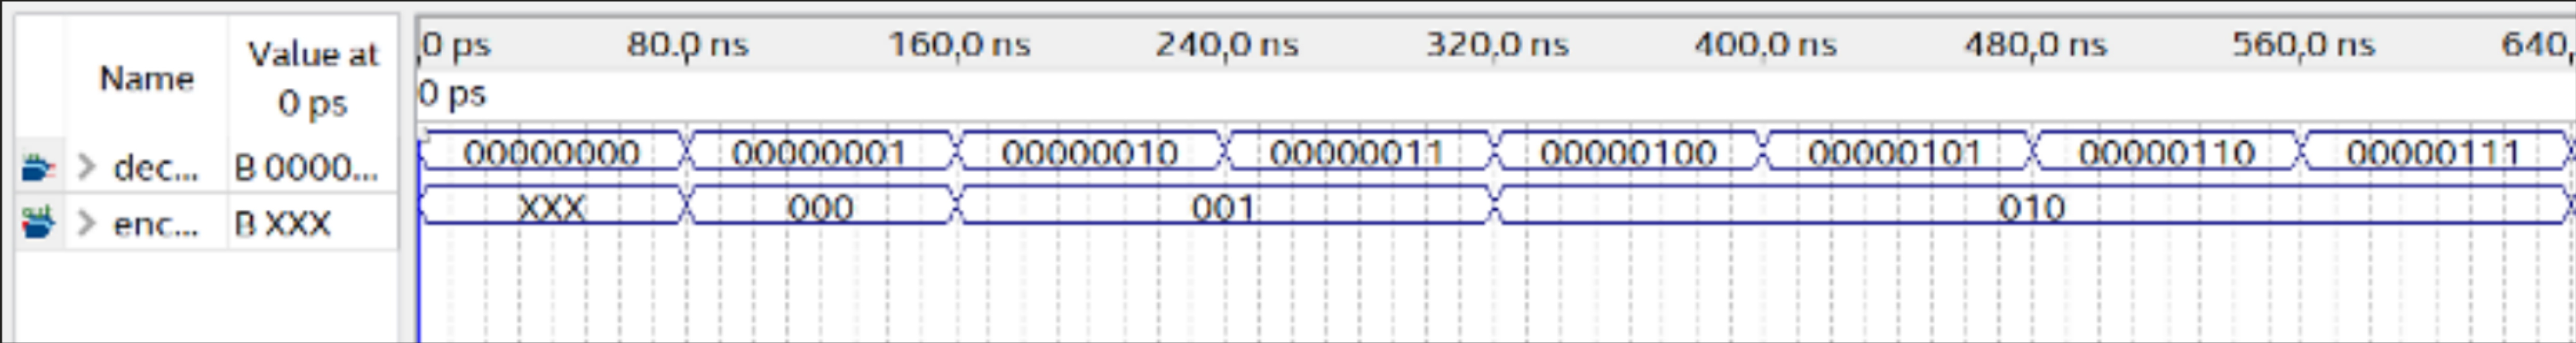 Name
Value at
0 ps
0 ps 80.0 ns 160,0 ns 240,0 ns 320,0 ns 400,0 ns 480,0 ns 560,0 ns 640,
0 ps
dec... B 0000... 00000000 00000001 00000010 00000011 00000100 00000101 00000110 00000111
enc... B XXX XXX 000 001 010